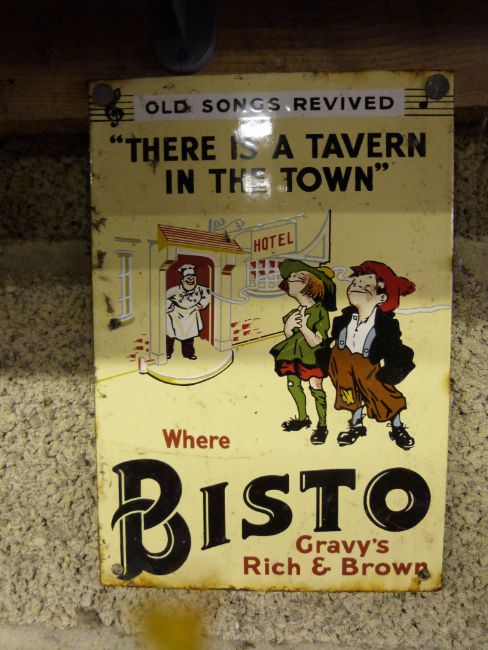 OLD SONGS REVIVED
"THERE IS A TAVERN
IN THE TOWN"
HOTEL
Where
BISTO
Gravy's
Rich & Brown